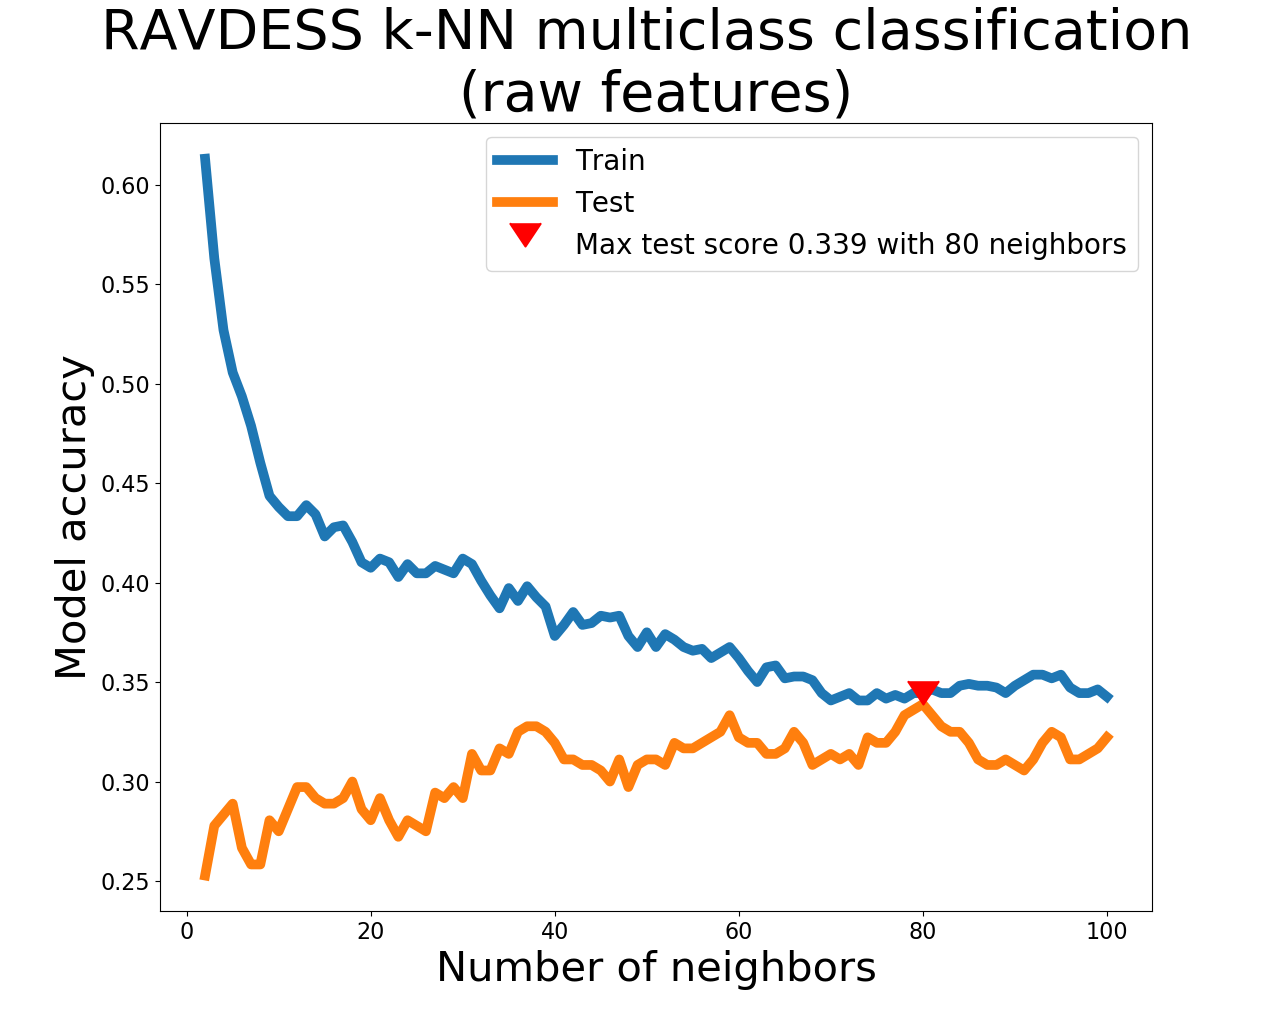 RAVDESS k-NN multiclass classification
(raw features)
Train
Test
Max test score 0.339 with 80 neighbors
Model accuracy
0.60
0.55
0.50
0.45
0.40
0.35
0.30
0.25
0 20 40 60 80 100
Number of neighbors